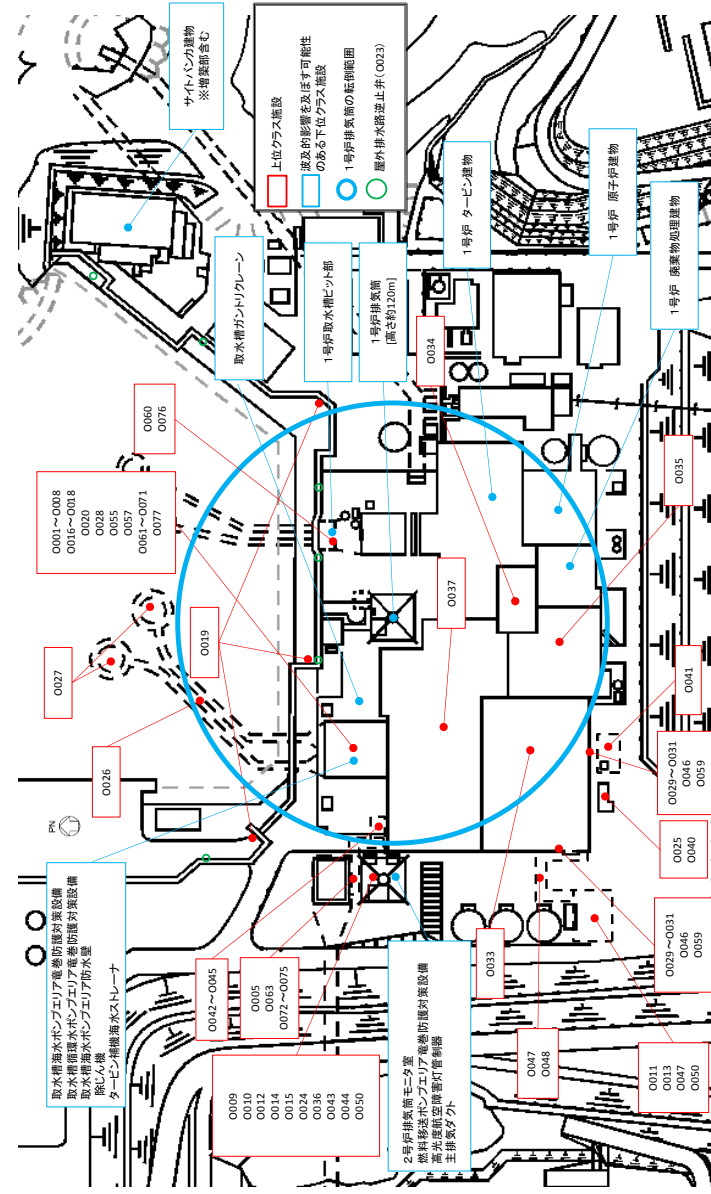 サイトバンカ建物
※増築部含む
上位クラス施設
波及的影響を及ぼす可能性
のある下位クラス施設
1号炉排気筒の転倒範囲
屋外排水路逆止弁(O023)
取水槽ガントリクレーン
1号炉取水槽ピット部
1号炉排気筒
[高さ約120m]
1号炉 タービン建物
1号炉 原子炉建物
1号炉 廃棄物処理建物
O034
O060
O076
O035
O001～O008
O016～O018
O020
O028
O055
O057
O061～O071
O077
O037
O027
O019
O041
O026
O029～O031
O046
O059
PN
O025
O040
取水槽海水ポンプエリア竜巻防護対策設備
取水槽循環水ポンプエリア竜巻防護対策設備
取水槽海水ポンプエリア防水壁
除じん機
タービン補機海水ストレーナ
O042～O045
O005
O063
O072～O075
O033
O029～O031
O046
O059
O009
O010
O012
O014
O015
O024
O036
O043
O044
O050
2号炉排気筒モニタ室
燃料移送ポンプエリア竜巻防護対策設備
高光度航空障害灯管制器
主排気ダクト
O047
O048
O011
O013
O047
O050